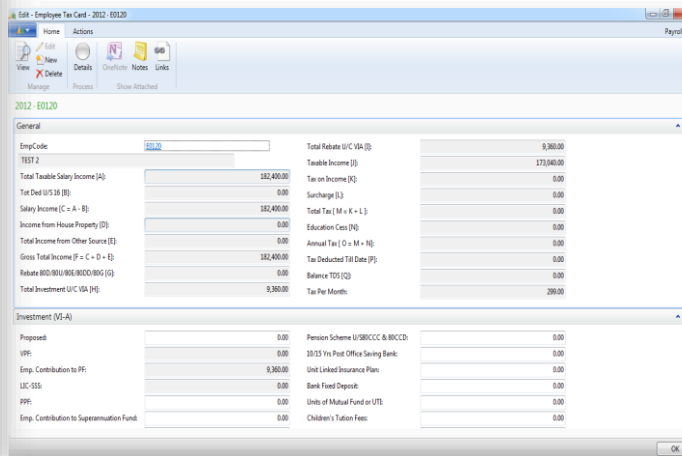 Edit - Employee Tax Card - 2012 - E0120
Home Actions Payroll
View Edit New Delete Details OneNote Notes Links
Manage Process Show Attached
2012 - E0120
General
EmpCode: E0120
TEST 2
Total Taxable Salary Income [A]: 182,400.00
Tot Ded U/S 16 [B]: 0.00
Salary Income [C = A - B]: 182,400.00
Income from House Property [D]: 0.00
Total Income from Other Source [E]: 0.00
Gross Total Income [F = C + D + E]: 182,400.00
Rebate 80D/80U/80E/80DD/80G [G]: 0.00
Total Investment U/C VIA [H]: 9,360.00
Total Rebate U/C VIA [I]: 9,360.00
Taxable Income [J]: 173,040.00
Tax on Income [K]: 0.00
Surcharge [L]: 0.00
Total Tax [ M = K + L ]: 0.00
Education Cess [N]: 0.00
Annual Tax [ O = M + N]: 0.00
Tax Deducted Till Date [P]: 0.00
Balance TDS [Q]: 0.00
Tax Per Month: 299.00
Investment (VI-A)
Proposed: 0.00
VPF: 0.00
Emp. Contribution to PF: 9,360.00
LIC-SSS: 0.00
PPF: 0.00
Emp. Contribution to Superannuation Fund: 0.00
Pension Scheme U/S80CCC & 80CCD: 0.00
10/15 Yrs Post Office Saving Bank: 0.00
Unit Linked Insurance Plan: 0.00
Bank Fixed Deposit: 0.00
Units of Mutual Fund or UTI: 0.00
Children's Tution Fees: 0.00
OK